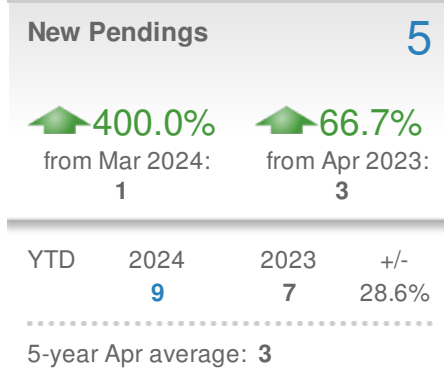 New Pendings 5
400.0% 66.7%
from Mar 2024: from Apr 2023:
1 3
YTD 2024 2023 +/-
9 7 28.6%
5-year Apr average: 3